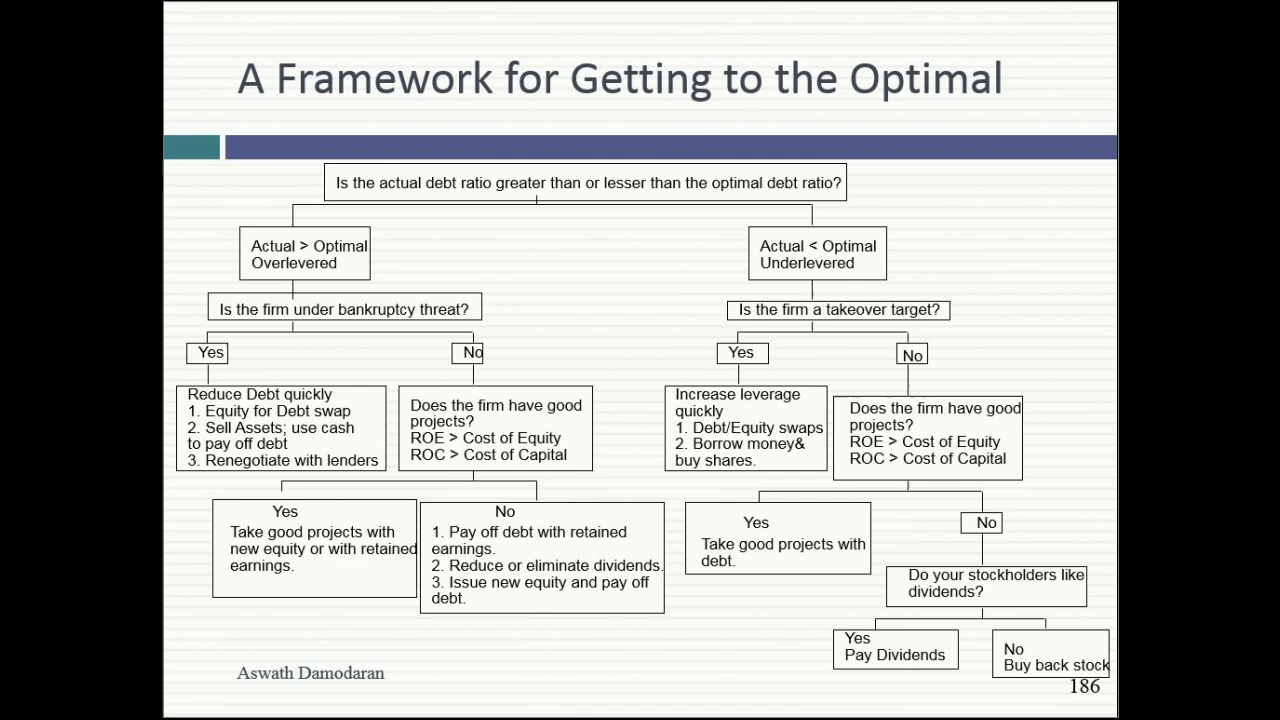 A Framework for Getting to the Optimal
Is the actual debt ratio greater than or lesser than the optimal debt ratio?
Actual > Optimal
Overlevered
Actual < Optimal
Underlevered
Is the firm under bankruptcy threat?
Is the firm a takeover target?
Yes
No
Yes
No
Reduce Debt quickly
1. Equity for Debt swap
2. Sell Assets; use cash
to pay off debt
3. Renegotiate with lenders
Does the firm have good
projects?
ROE > Cost of Equity
ROC > Cost of Capital
Increase leverage
quickly
1. Debt/Equity swaps
2. Borrow money&
buy shares.
Does the firm have good
projects?
ROE > Cost of Equity
ROC > Cost of Capital
Yes
Take good projects with
new equity or with retained
earnings.
No
1. Pay off debt with retained
earnings.
2. Reduce or eliminate dividends.
3. Issue new equity and pay off
debt.
Yes
Take good projects with
debt.
No
Do your stockholders like
dividends?
Yes
Pay Dividends
No
Buy back stock
Aswath Damodaran
186